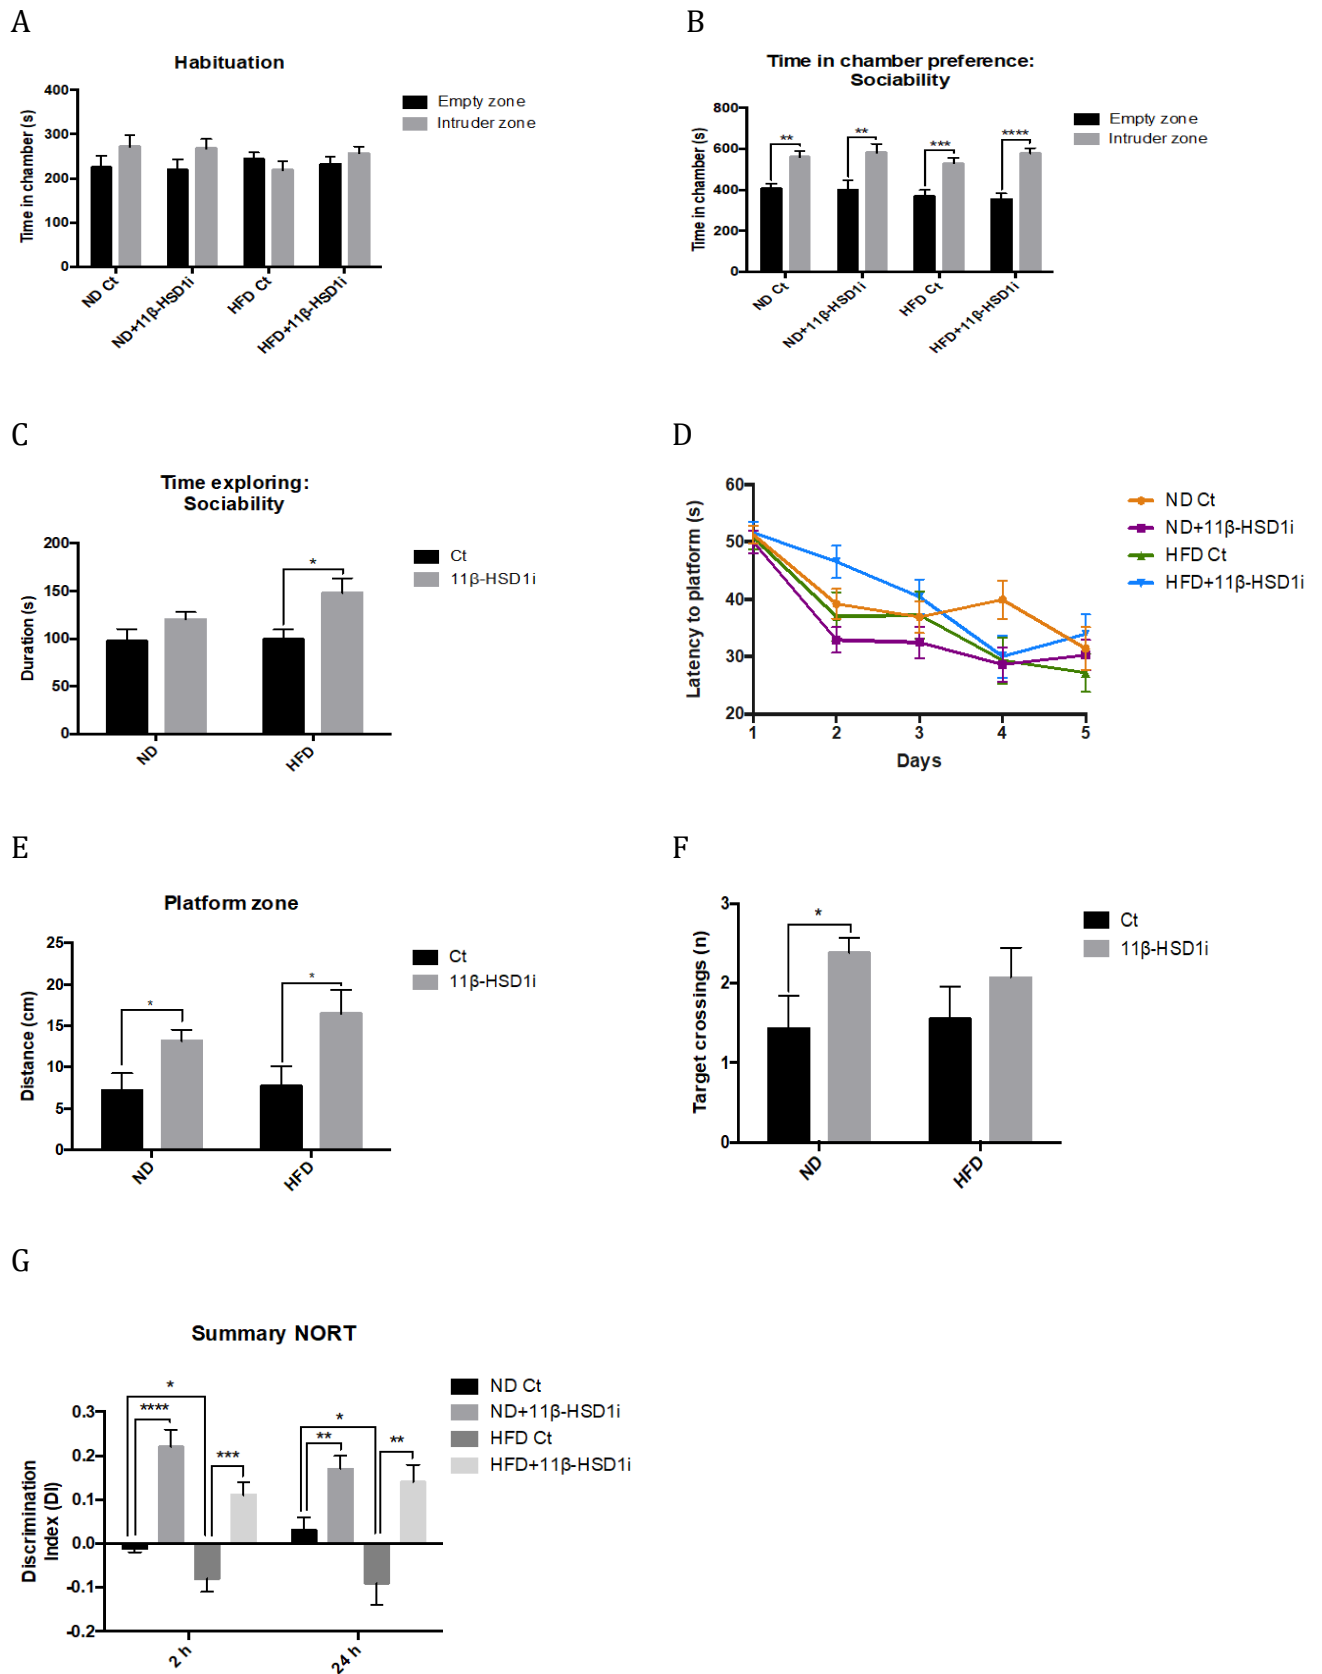 A
Habituation
Time in chamber (s)
400
300
200
100
0
ND Ct
ND+11β-HSD1i
HFD Ct
HFD+11β-HSD1i
Empty zone
Intruder zone
B
Time in chamber preference:
Sociability
Time in chamber (s)
800
600
400
200
0
**
**
***
****
ND Ct
ND+11β-HSD1i
HFD Ct
HFD+11β-HSD1i
Empty zone
Intruder zone
C
Time exploring:
Sociability
Duration (s)
200
150
100
50
0
*
ND
HFD
Ct
11β-HSD1i
D
Latency to platform (s)
60
50
40
30
20
1 2 3 4 5
Days
ND Ct
ND+11β-HSD1i
HFD Ct
HFD+11β-HSD1i
E
Platform zone
Distance (cm)
25
20
15
10
5
0
*
*
ND
HFD
Ct
11β-HSD1i
F
Target crossings (n)
3
2
1
0
*
ND
HFD
Ct
11β-HSD1i
G
Summary NORT
Discrimination
Index (DI)
0.3
0.2
0.1
0.0
-0.1
-0.2
*
****
***
*
**
**
2 h
24 h
ND Ct
ND+11β-HSD1i
HFD Ct
HFD+11β-HSD1i